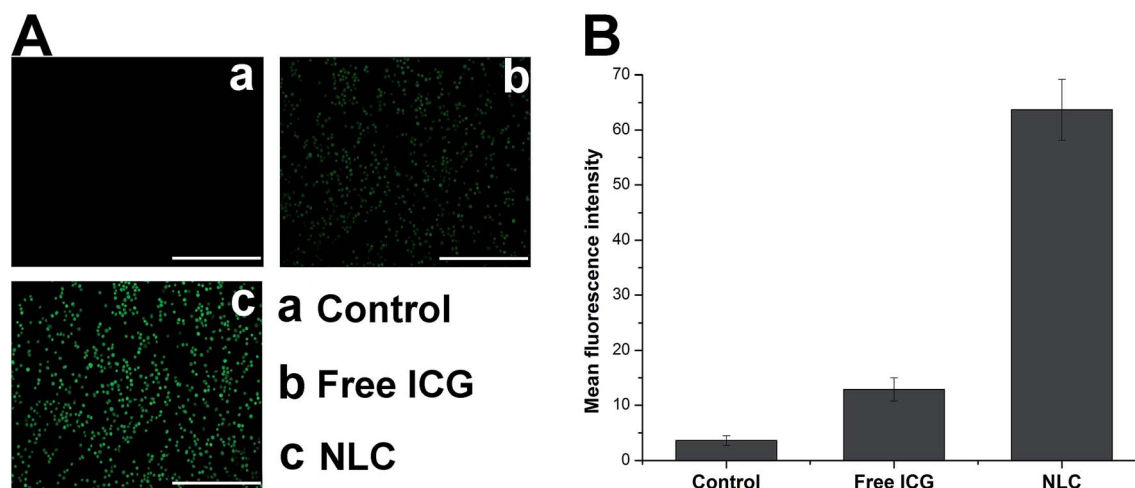 A
a
b
c
a Control
b Free ICG
c NLC
B
Mean fluorescence intensity
70
60
50
40
30
20
10
0
Control
Free ICG
NLC